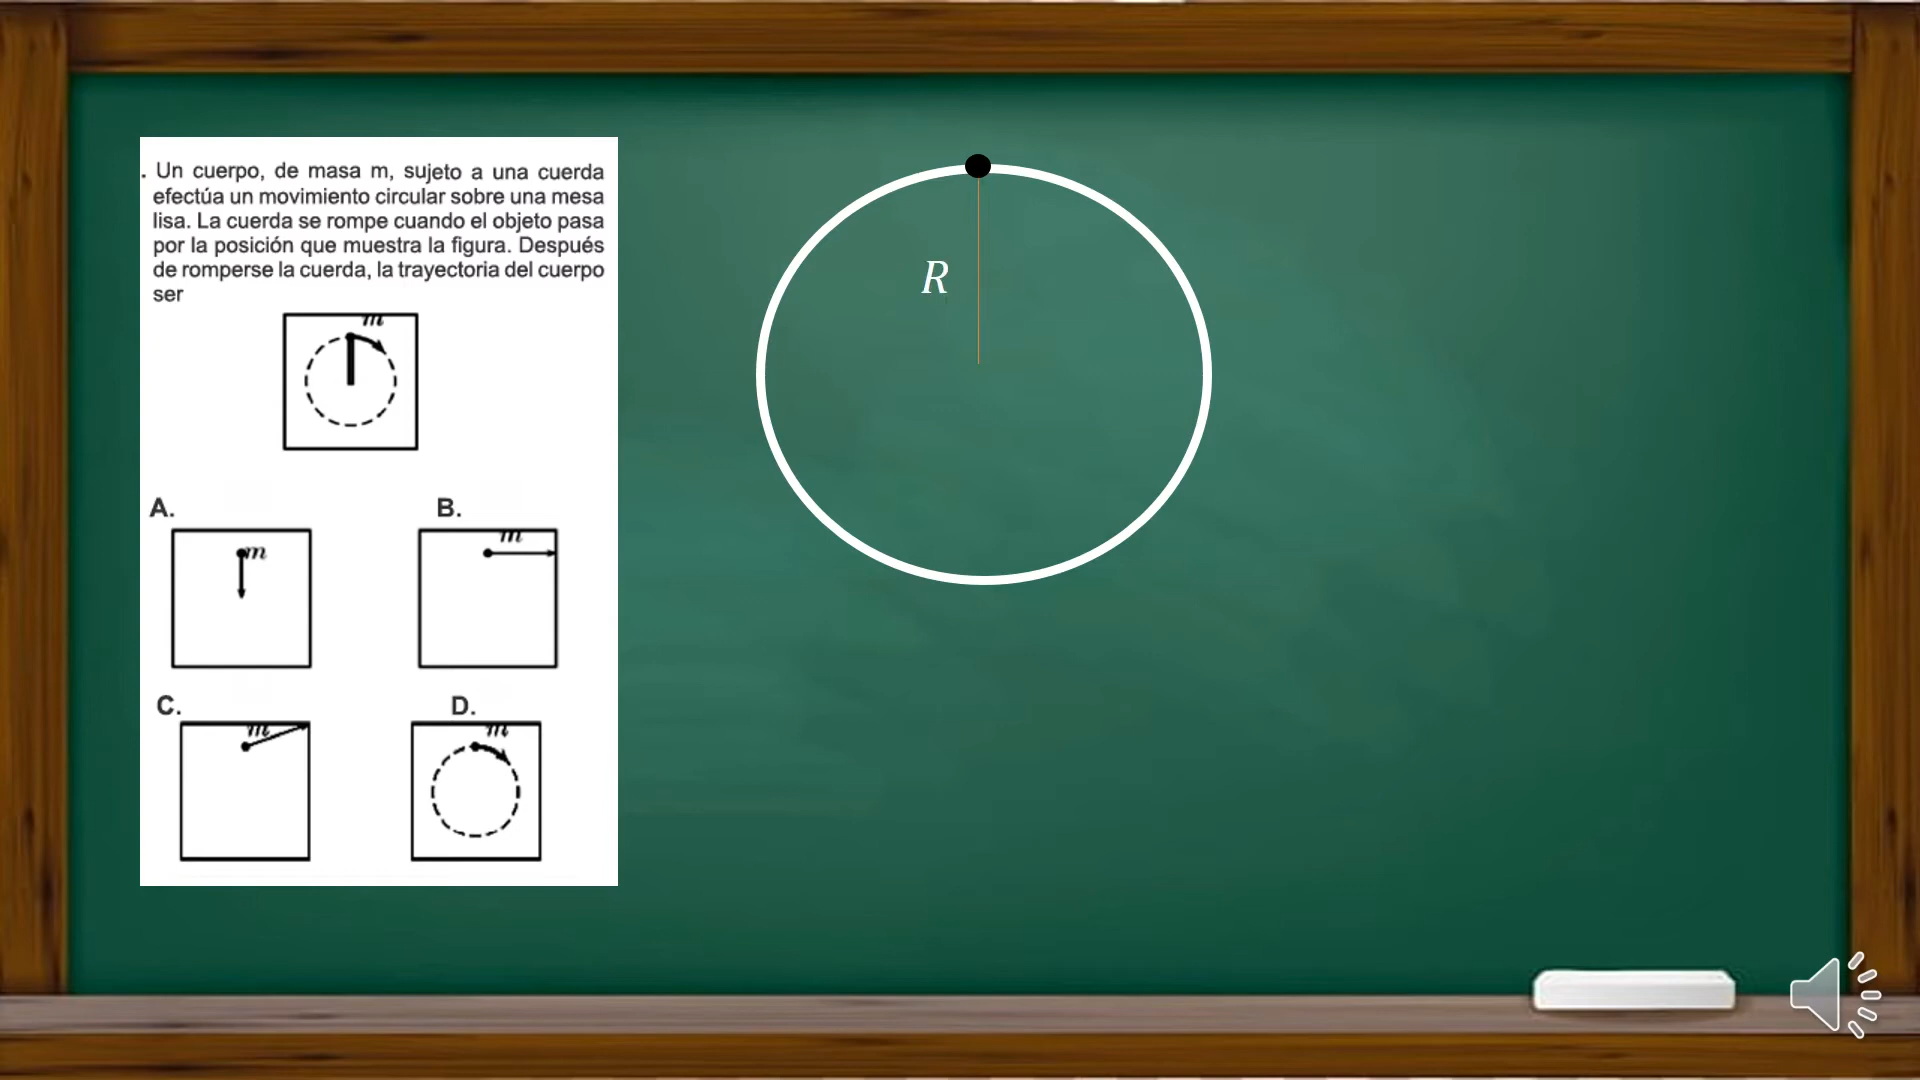 . Un cuerpo, de masa m, sujeto a una cuerda
efectúa un movimiento circular sobre una mesa
lisa. La cuerda se rompe cuando el objeto pasa
por la posición que muestra la figura. Después
de romperse la cuerda, la trayectoria del cuerpo
ser
m
R
A.
B.
m
m
C.
D.
m
m